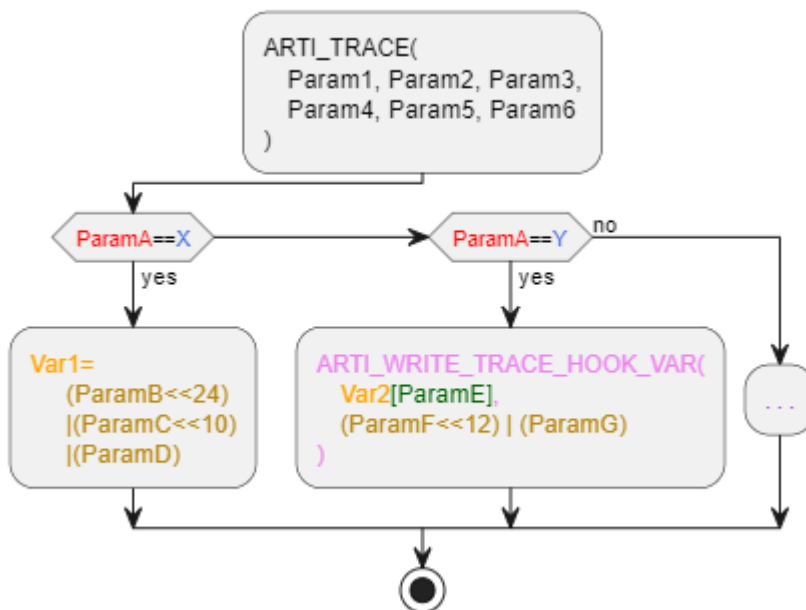 ARTI_TRACE(
Param1, Param2, Param3,
Param4, Param5, Param6
)
ParamA==X
ParamA==Y
no
yes
yes
Var1=
(ParamB<<24)
|(ParamC<<10)
|(ParamD)
ARTI_WRITE_TRACE_HOOK_VAR(
Var2[ParamE],
(ParamF<<12) | (ParamG)
)
...